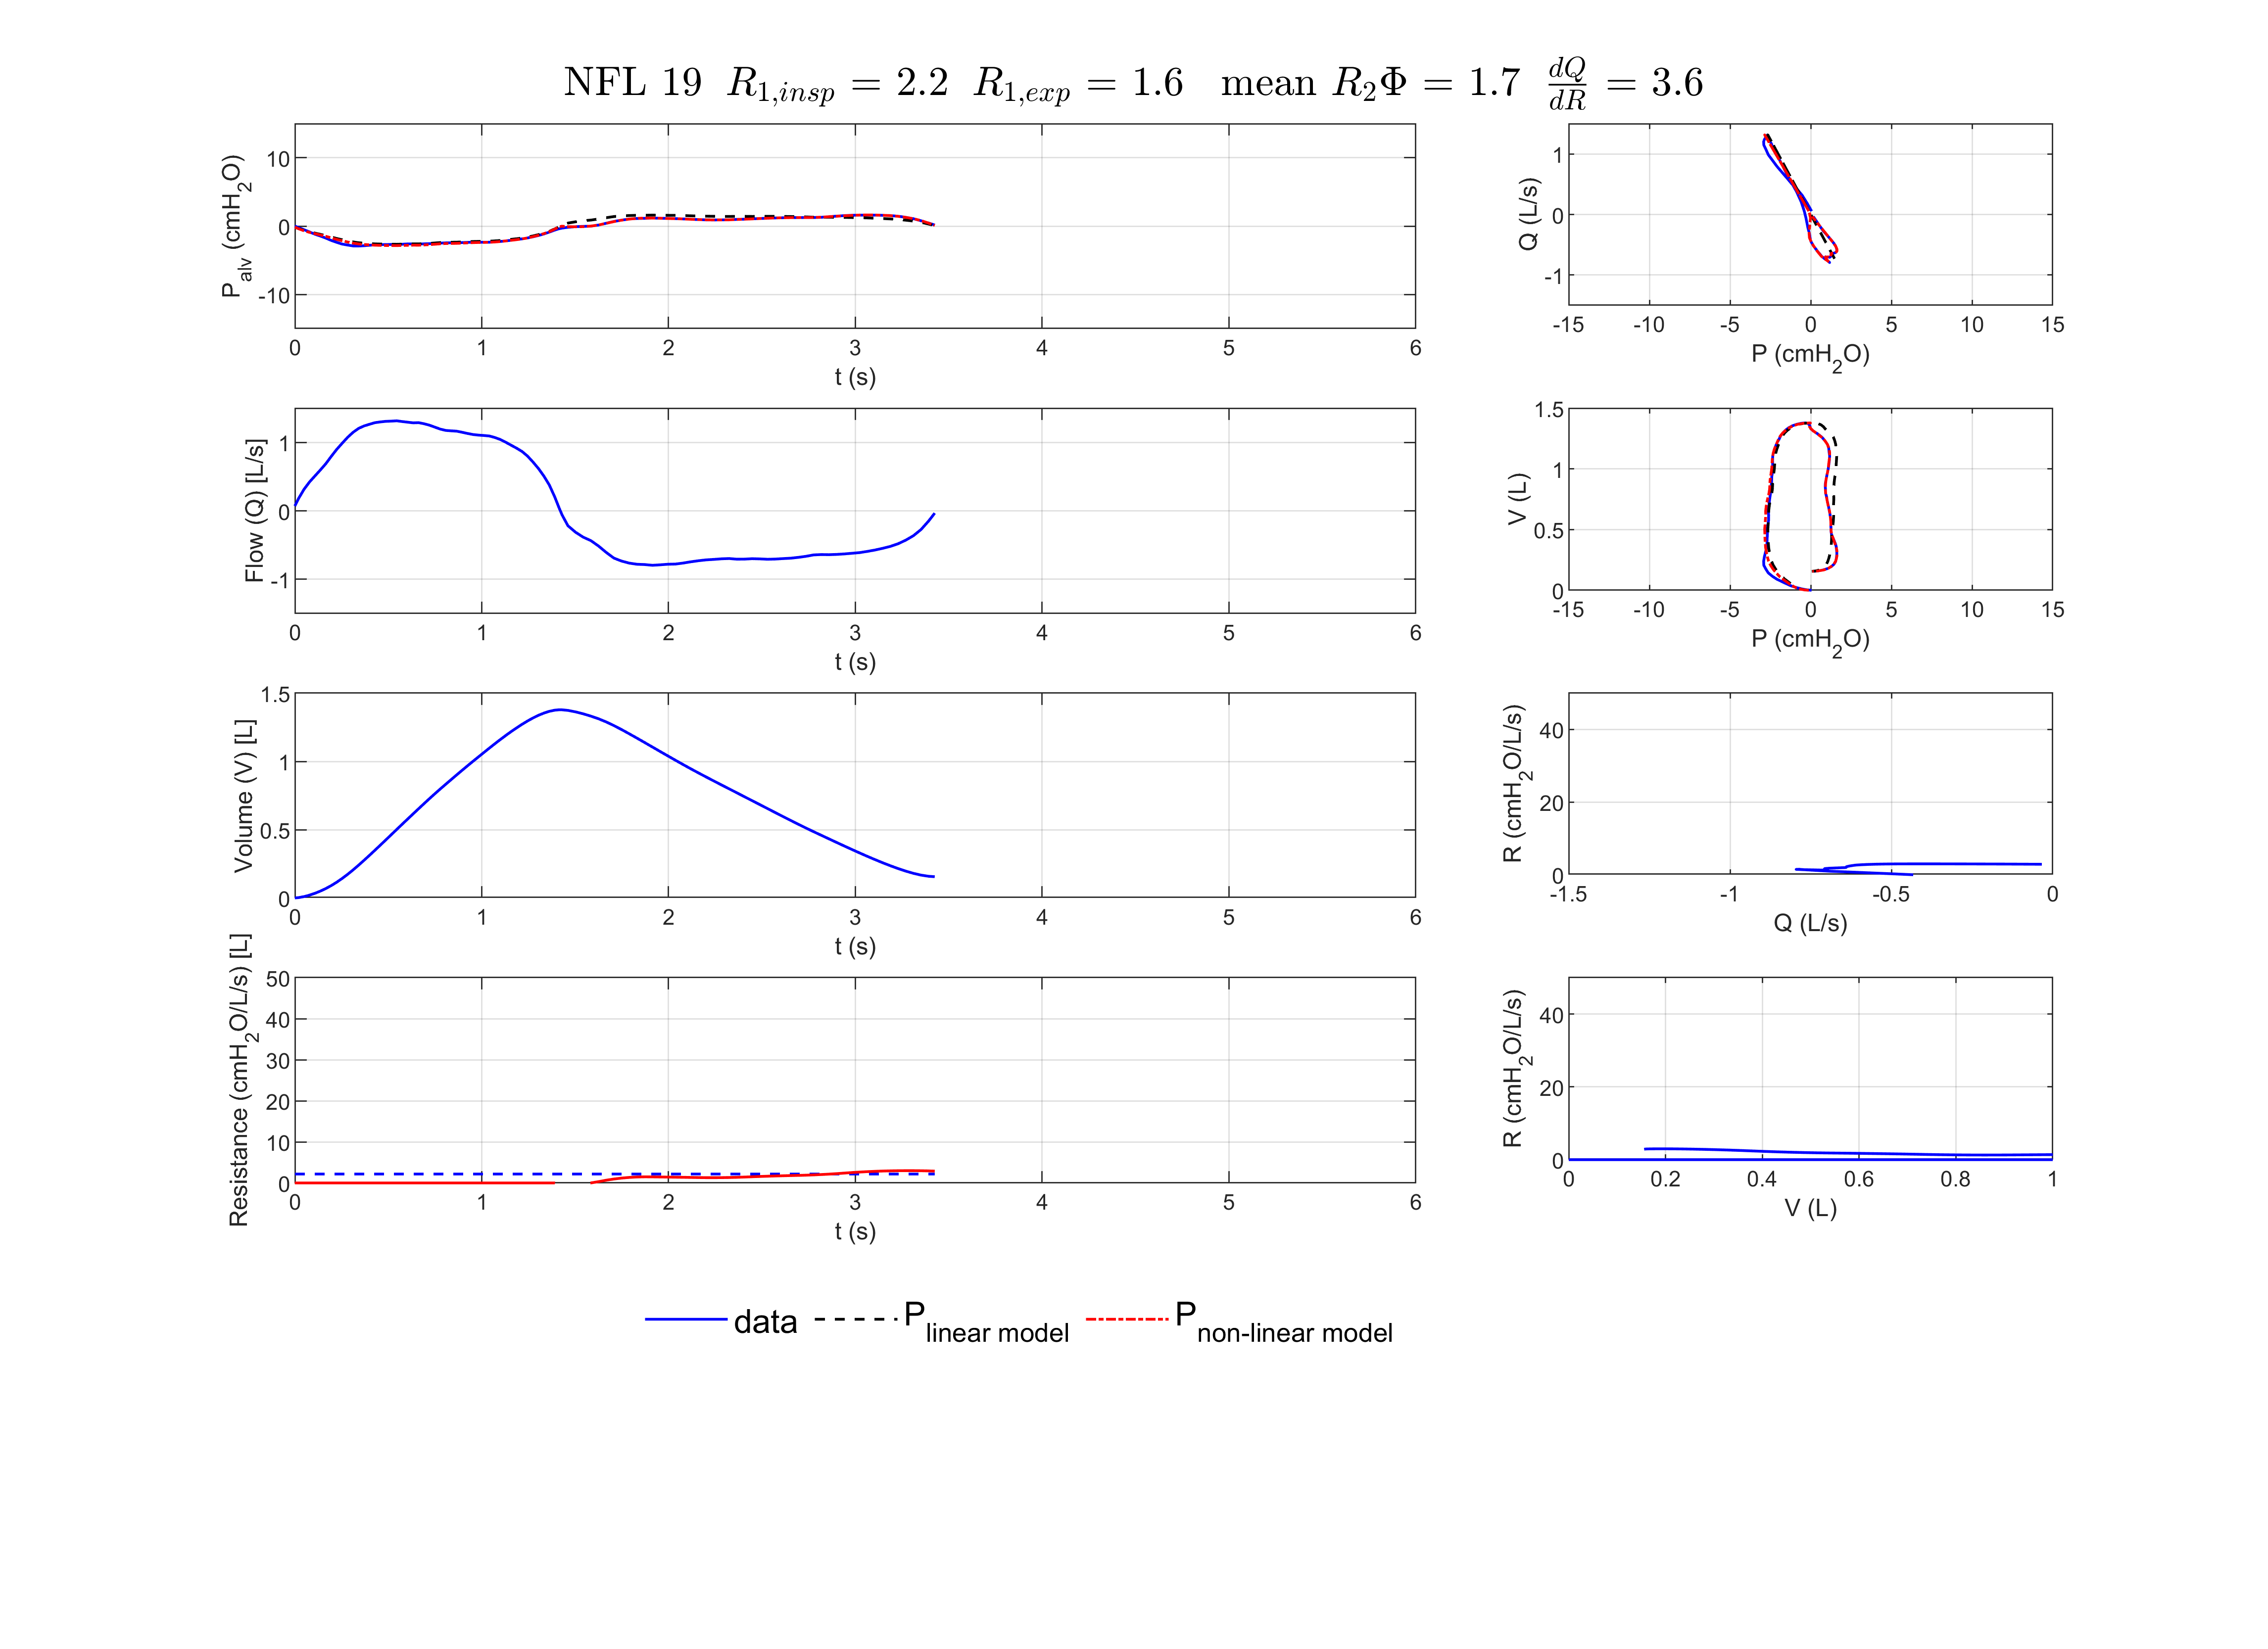 NFL 19 R1,insp = 2.2 R1,exp = 1.6 mean R2Φ = 1.7 dQ/dR = 3.6
Palv (cmH2O)
10
0
-10
0 1 2 3 4 5 6
t (s)
Q (L/s)
1
0
-1
-15 -10 -5 0 5 10 15
P (cmH2O)
Flow (Q) [L/s]
1
0
-1
0 1 2 3 4 5 6
t (s)
V (L)
1.5
1
0.5
0
-15 -10 -5 0 5 10 15
P (cmH2O)
Volume (V) [L]
1.5
1
0.5
0
0 1 2 3 4 5 6
t (s)
R (cmH2O/L/s)
40
20
0
-1.5 -1 -0.5 0
Q (L/s)
Resistance (cmH2O/L/s) [L]
50
40
30
20
10
0
0 1 2 3 4 5 6
t (s)
R (cmH2O/L/s)
40
20
0
0 0.2 0.4 0.6 0.8 1
V (L)
data Plinear model Pnon-linear model